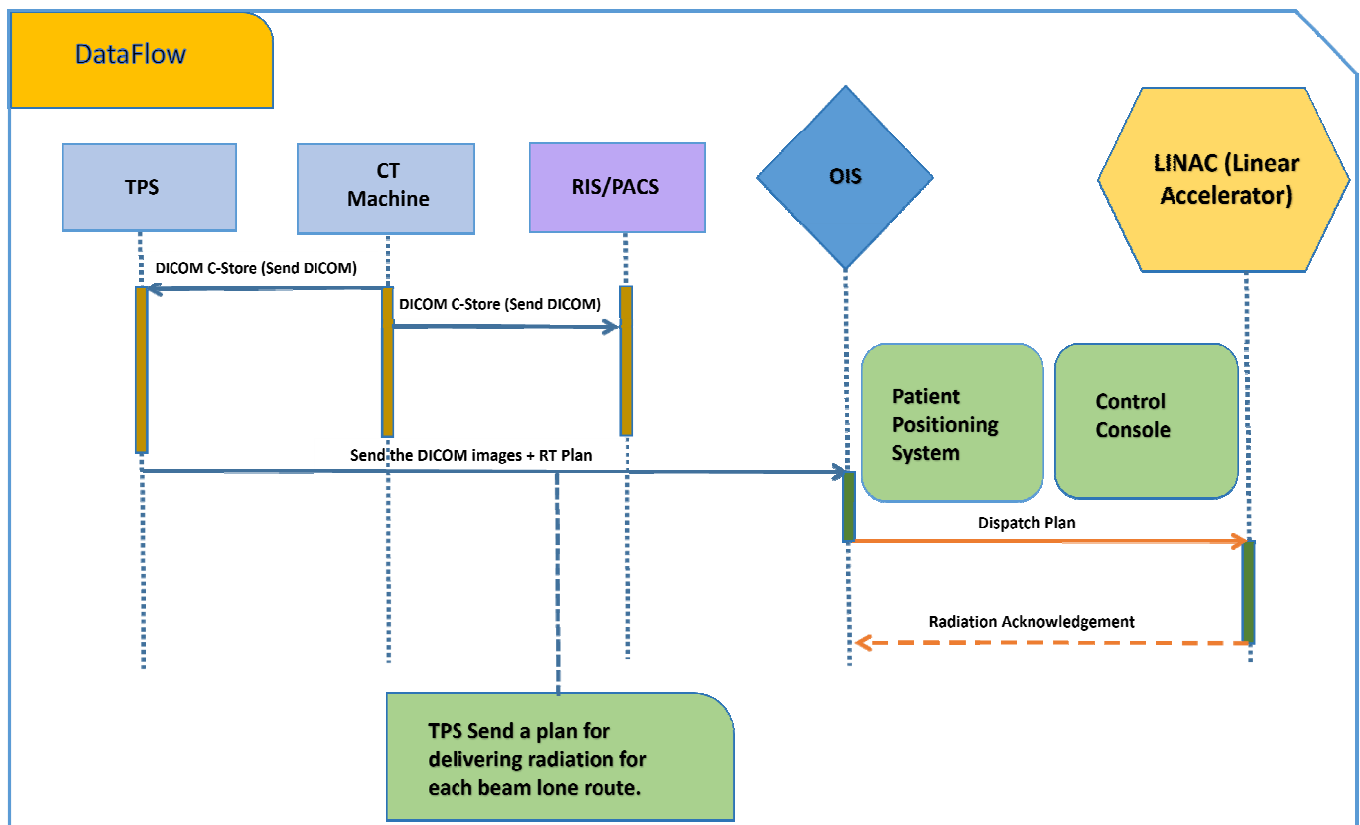 DataFlow
TPS
CT
Machine
RIS/PACS
OIS
LINAC (Linear
Accelerator)
DICOM C-Store (Send DICOM)
DICOM C-Store (Send DICOM)
Patient
Positioning
System
Control
Console
Send the DICOM images + RT Plan
Dispatch Plan
Radiation Acknowledgement
TPS Send a plan for
delivering radiation for
each beam lone route.